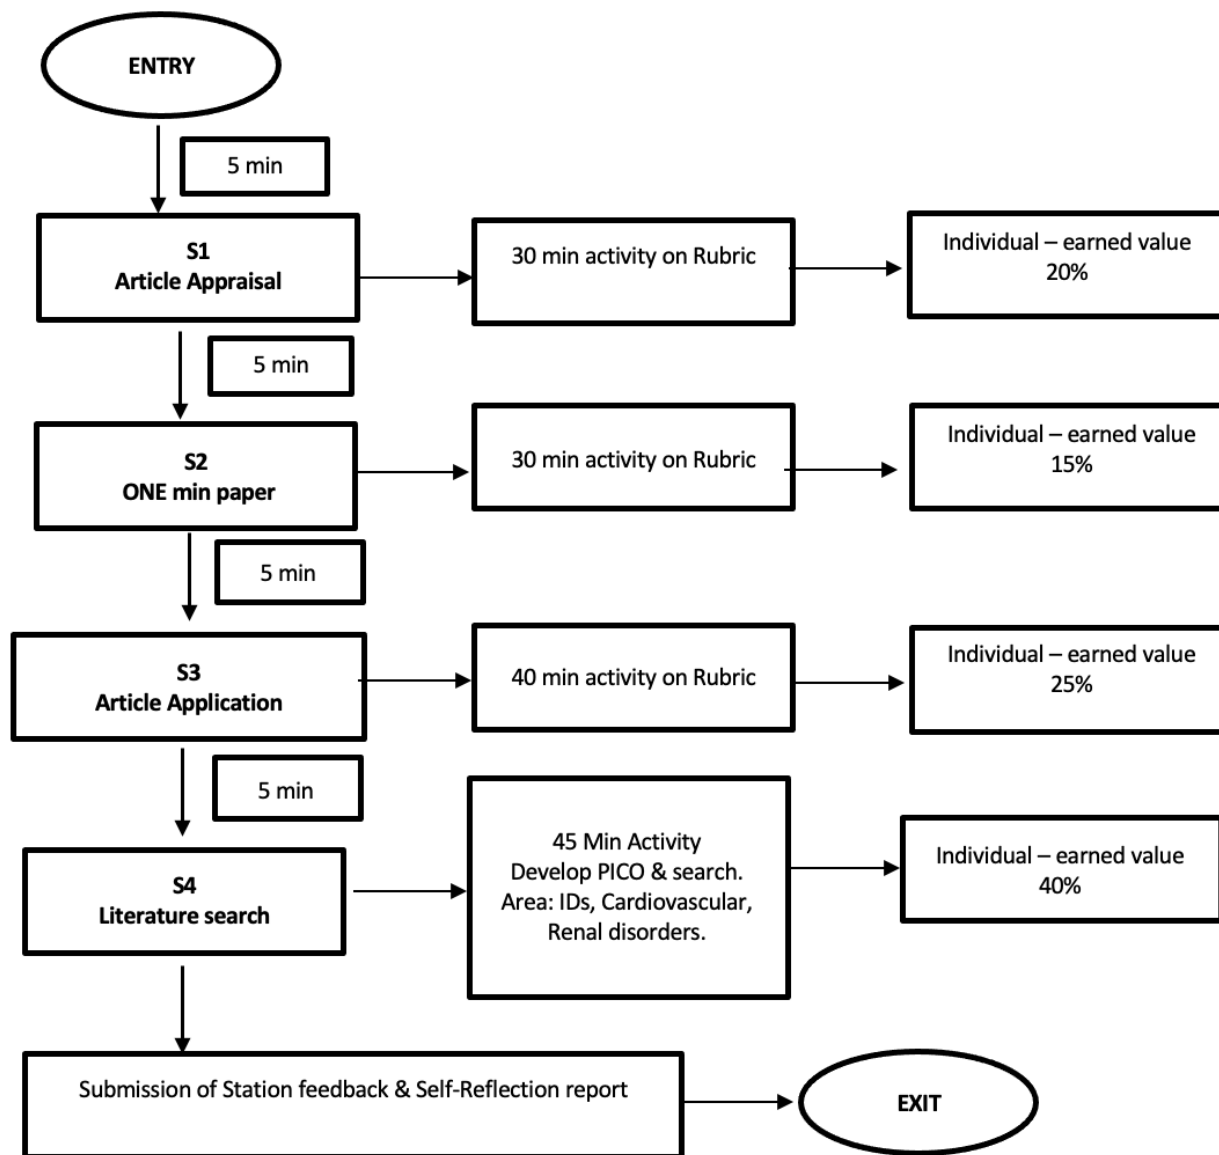 ENTRY
5 min
S1
Article Appraisal
30 min activity on Rubric
Individual – earned value
20%
5 min
S2
ONE min paper
30 min activity on Rubric
Individual – earned value
15%
5 min
S3
Article Application
40 min activity on Rubric
Individual – earned value
25%
5 min
S4
Literature search
45 Min Activity
Develop PICO & search.
Area: IDs, Cardiovascular,
Renal disorders.
Individual – earned value
40%
Submission of Station feedback & Self-Reflection report
EXIT